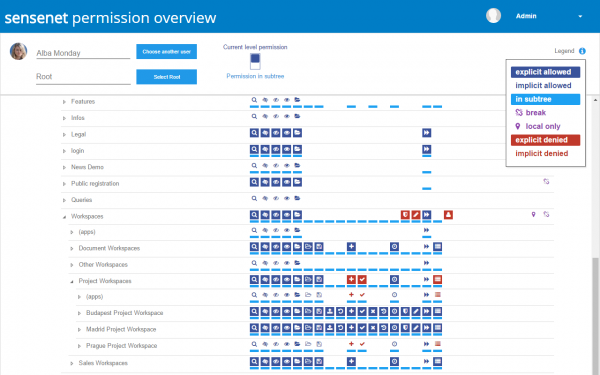 sensenet permission overview
Admin
Alba Monday
Choose another user
Current level permission
Legend
Root
Select Root
Permission in subtree
explicit allowed
implicit allowed
in subtree
break
local only
explicit denied
implicit denied
Features
Infos
Legal
login
News Demo
Public registration
Queries
Workspaces
(apps)
Document Workspaces
Other Workspaces
Project Workspaces
(apps)
Budapest Project Workspace
Madrid Project Workspace
Prague Project Workspace
Sales Workspaces